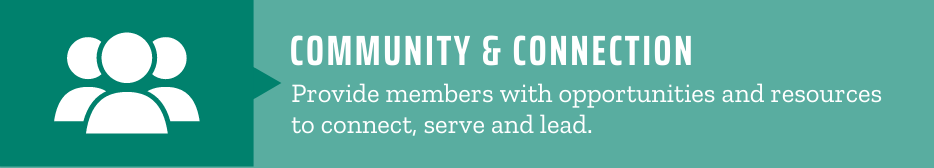 COMMUNITY & CONNECTION
Provide members with opportunities and resources
to connect, serve and lead.